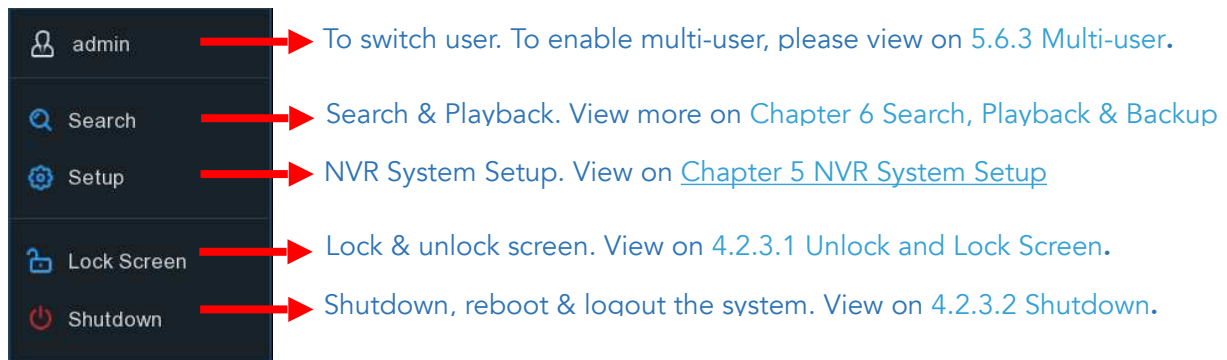 admin To switch user. To enable multi-user, please view on 5.6.3 Multi-user.
Search Search & Playback. View more on Chapter 6 Search, Playback & Backup
Setup NVR System Setup. View on Chapter 5 NVR System Setup
Lock Screen Lock & unlock screen. View on 4.2.3.1 Unlock and Lock Screen.
Shutdown Shutdown, reboot & logout the system. View on 4.2.3.2 Shutdown.